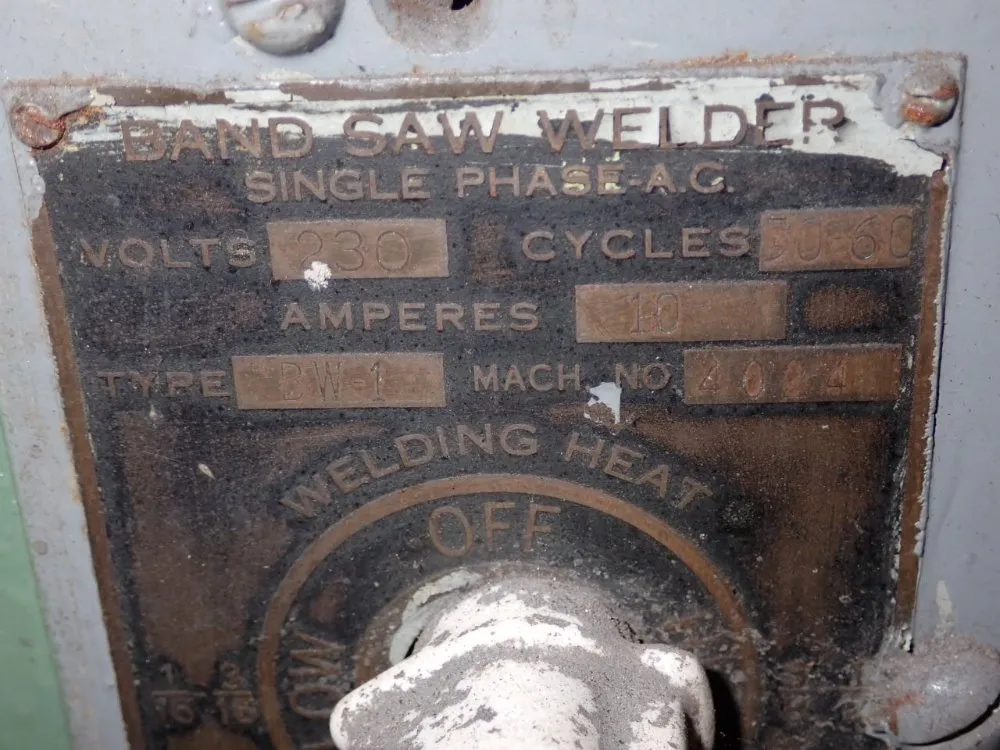 BAND SAW WELDER
SINGLE PHASE-A.C.
VOLTS 230 CYCLES 50-60
AMPERES 10
TYPE BW-1 MACH. NO. 4024
WELDING HEAT
OFF
LOW